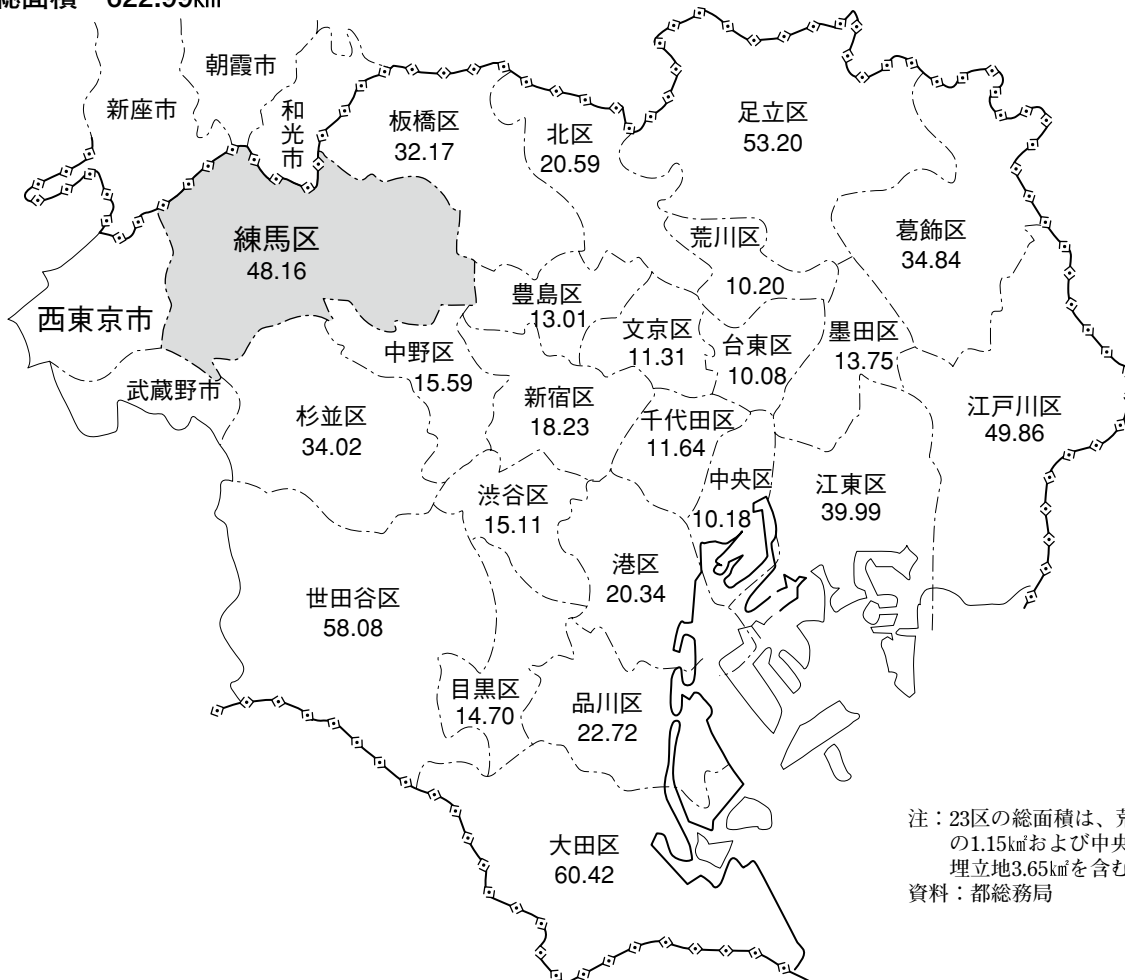 総面積 622.99k㎡
朝霞市
新座市
和光市
板橋区
32.17
北区
20.59
足立区
53.20
練馬区
48.16
荒川区
10.20
葛飾区
34.84
西東京市
豊島区
13.01
文京区
11.31
台東区
10.08
墨田区
13.75
中野区
15.59
武蔵野市
杉並区
34.02
新宿区
18.23
千代田区
11.64
江戸川区
49.86
渋谷区
15.11
中央区
10.18
江東区
39.99
港区
20.34
世田谷区
58.08
目黒区
14.70
品川区
22.72
大田区
60.42
注:23区の総面積は、荒
の1.15㎢および中央
埋立地3.65㎢を含む
資料:都総務局